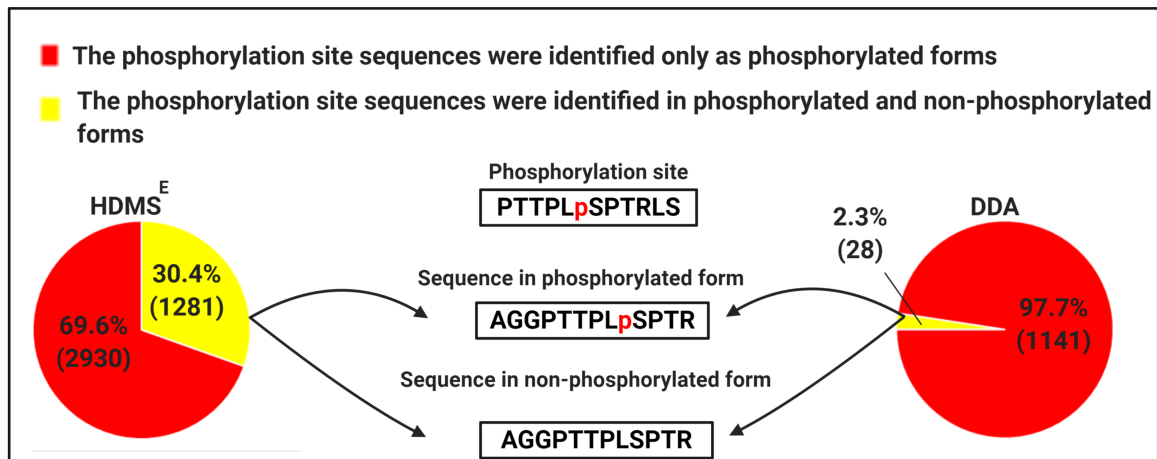 The phosphorylation site sequences were identified only as phosphorylated forms
The phosphorylation site sequences were identified in phosphorylated and non-phosphorylated
forms
Phosphorylation site
HDMSᴱ
PTTPLpSPTRLS
DDA
2.3%
(28)
30.4%
(1281)
Sequence in phosphorylated form
AGGPTTPLpSPTR
97.7%
(1141)
69.6%
(2930)
Sequence in non-phosphorylated form
AGGPTTPLSPTR